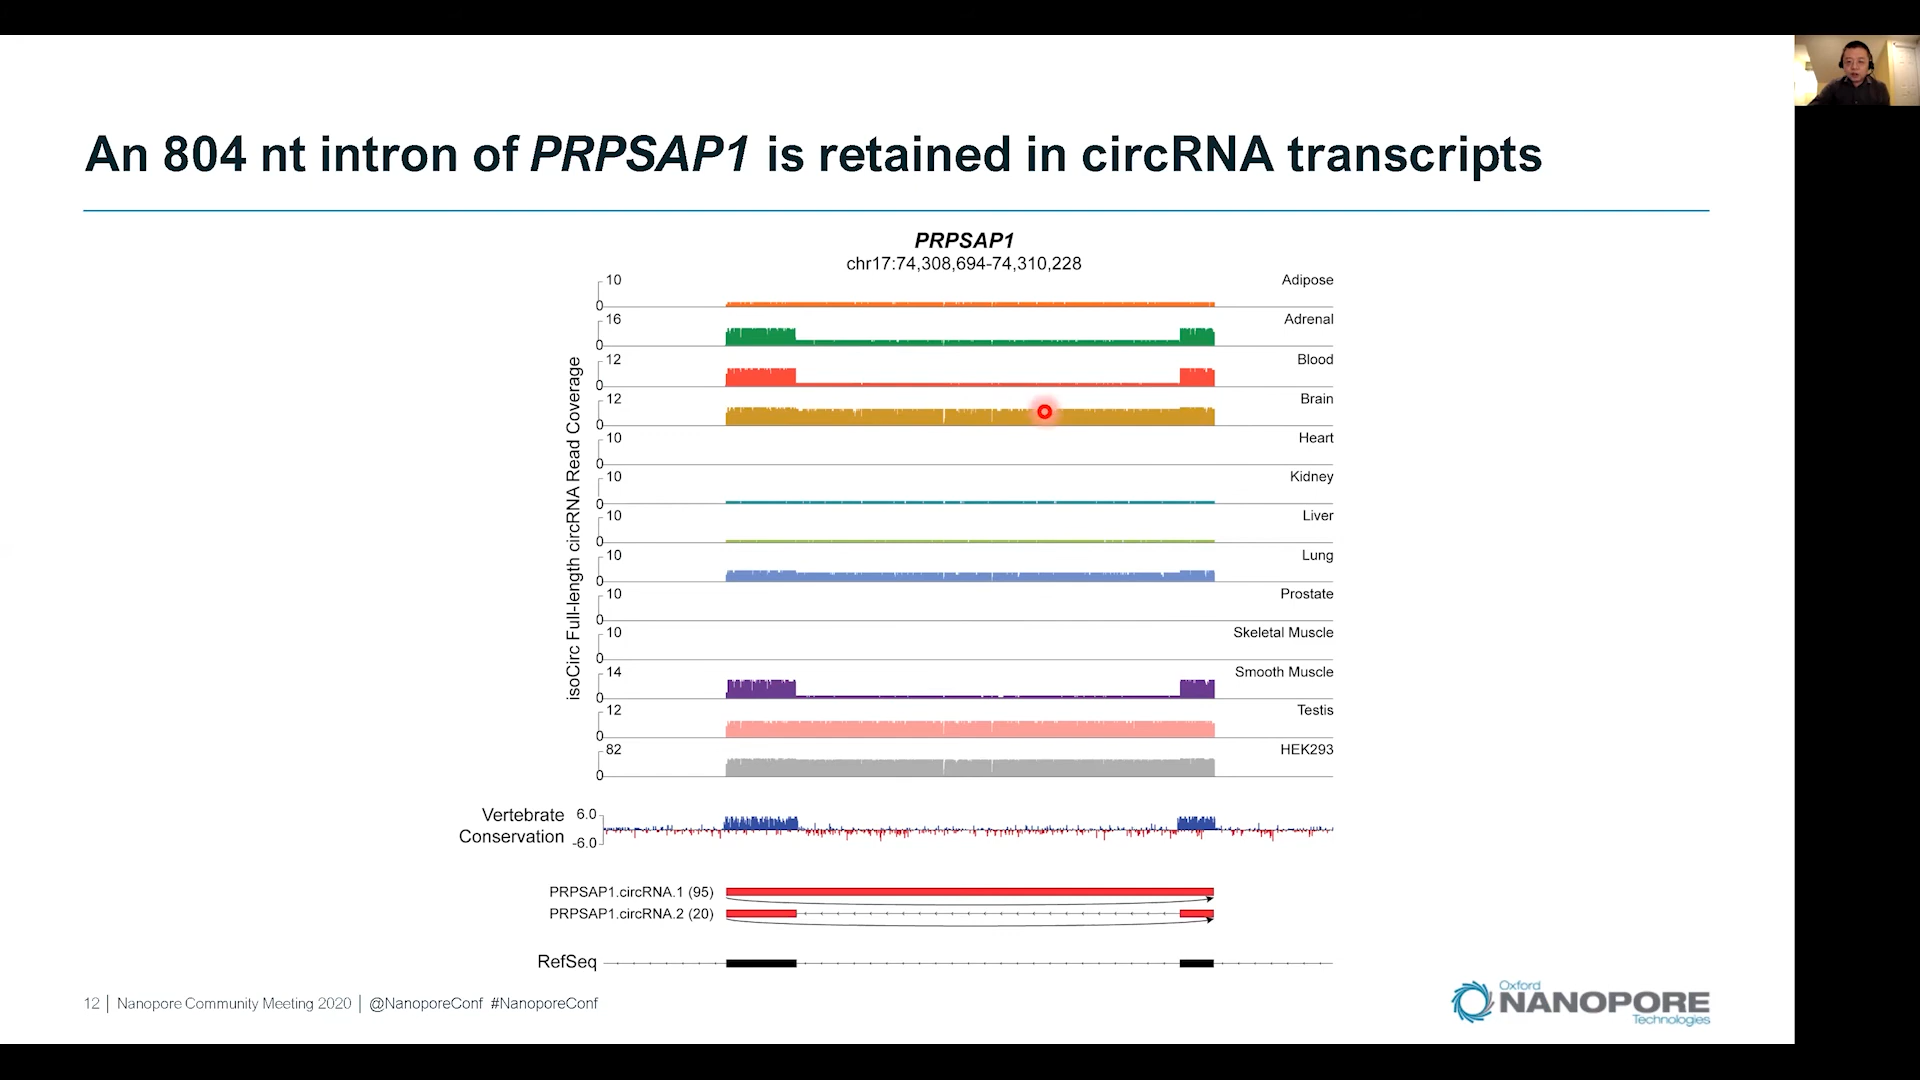 An 804 nt intron of PRPSAP1 is retained in circRNA transcripts
PRPSAP1
chr17:74,308,694-74,310,228
isoCirc Full-length circRNA Read Coverage
10
0
Adipose
16
0
Adrenal
12
0
Blood
12
0
Brain
10
0
Heart
10
0
Kidney
10
0
Liver
10
0
Lung
10
0
Prostate
10
0
Skeletal Muscle
14
0
Smooth Muscle
12
0
Testis
82
0
HEK293
Vertebrate
Conservation
6.0
-6.0
PRPSAP1.circRNA.1 (95)
PRPSAP1.circRNA.2 (20)
RefSeq
12 | Nanopore Community Meeting 2020 | @NanoporeConf #NanoporeConf
Oxford
NANOPORE
Technologies